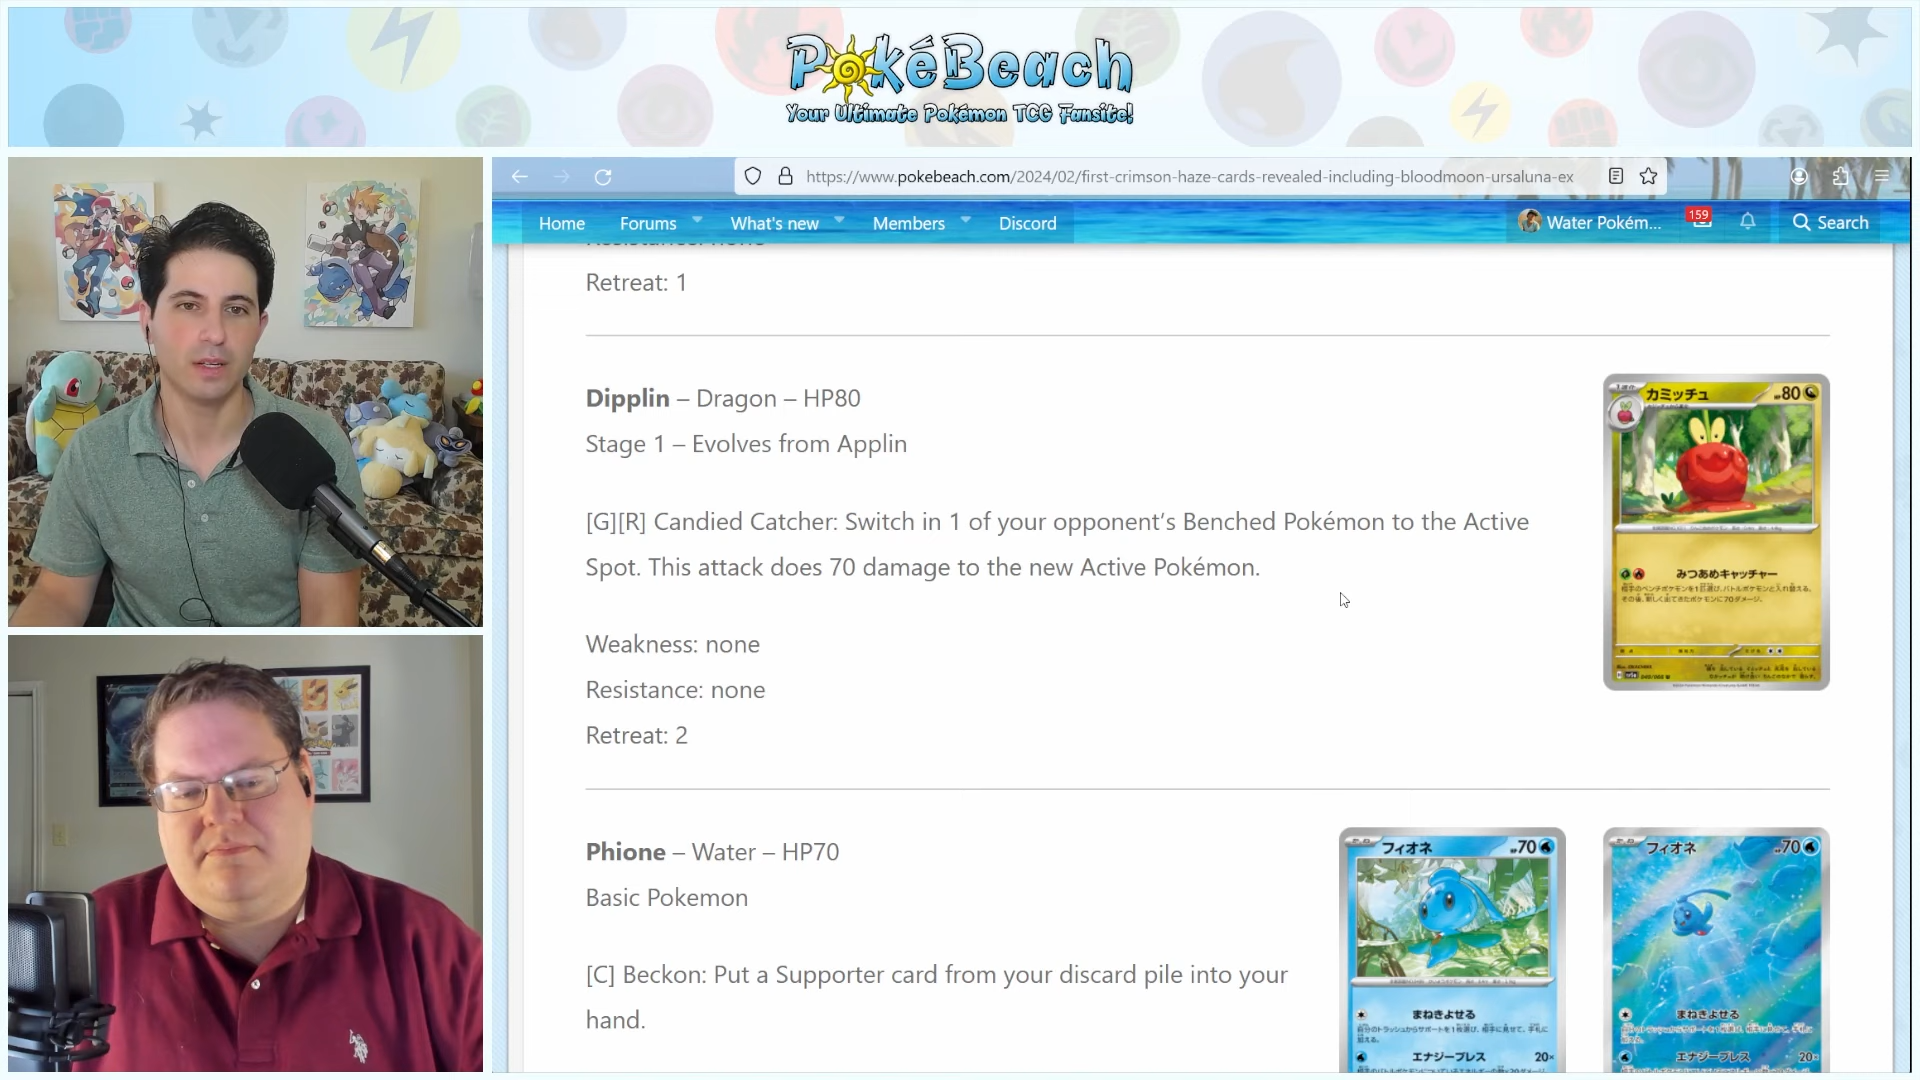 PokéBeach
Your Ultimate Pokémon TCG Fansite!
https://www.pokebeach.com/2024/02/first-crimson-haze-cards-revealed-including-bloodmoon-ursaluna-ex
Home Forums What's new Members Discord Water Pokém... 159 Search
Resistance: none
Retreat: 1
Dipplin – Dragon – HP80
Stage 1 – Evolves from Applin
[G][R] Candied Catcher: Switch in 1 of your opponent’s Benched Pokémon to the Active
Spot. This attack does 70 damage to the new Active Pokémon.
Weakness: none
Resistance: none
Retreat: 2
カミッチュ HP80
みつあめキャッチャー
Phione – Water – HP70
Basic Pokemon
[C] Beckon: Put a Supporter card from your discard pile into your
hand.
フィオネ HP70
まねきよせる
エナジープレス 20×
フィオネ HP70
まねきよせる
エナジープレス 20×